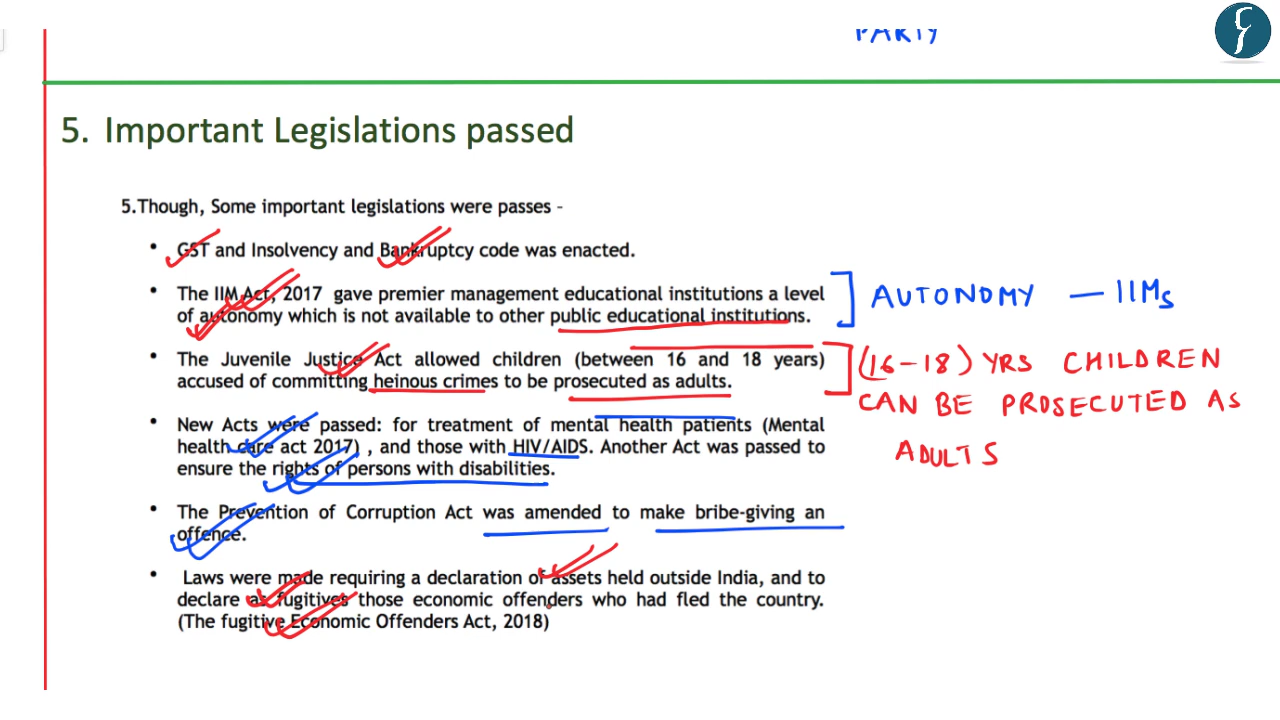 PARTY
5. Important Legislations passed
5.Though, Some important legislations were passes -
• GST and Insolvency and Bankruptcy code was enacted.
• The IIM Act, 2017 gave premier management educational institutions a level
of autonomy which is not available to other public educational institutions.
AUTONOMY — IIMs
• The Juvenile Justice Act allowed children (between 16 and 18 years)
accused of committing heinous crimes to be prosecuted as adults.
(16-18) YRS CHILDREN
CAN BE PROSECUTED AS
ADULTS
• New Acts were passed: for treatment of mental health patients (Mental
health care act 2017) , and those with HIV/AIDS. Another Act was passed to
ensure the rights of persons with disabilities.
• The Prevention of Corruption Act was amended to make bribe-giving an
offence.
• Laws were made requiring a declaration of assets held outside India, and to
declare as fugitives those economic offenders who had fled the country.
(The fugitive Economic Offenders Act, 2018)